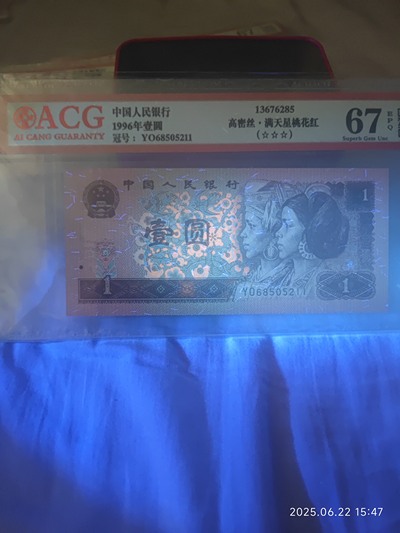 ACG
AI CANG GUARANTY
中国人民银行
1996年壹圆
冠号: YO68505211
13676285
高密丝·满天星桃花红
(☆☆☆)
67
EPQ
Superb Gem Unc
中国人民银行
壹圆
1
1
1
YO68505211
2025.06.22 15:47